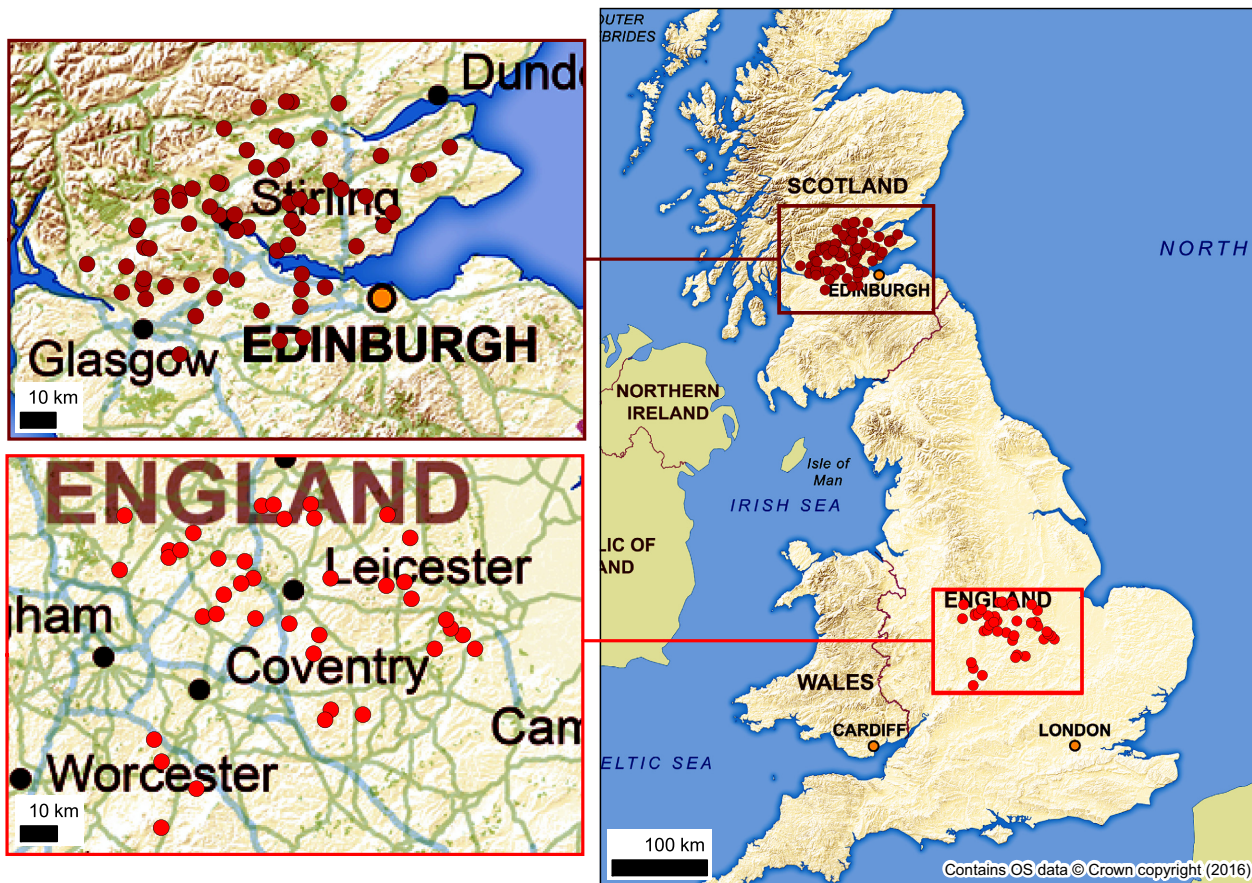 Dund
Stirling
Glasgow
EDINBURGH
10 km
ENGLAND
Leicester
gham
Coventry
Cam
Worcester
10 km
OUTER
BRIDES
SCOTLAND
NORTH
EDINBURGH
NORTHERN
IRELAND
Isle of
Man
IRISH SEA
LIC OF
AND
ENGLAND
WALES
CARDIFF
LONDON
ELTIC SEA
100 km
Contains OS data © Crown copyright (2016)